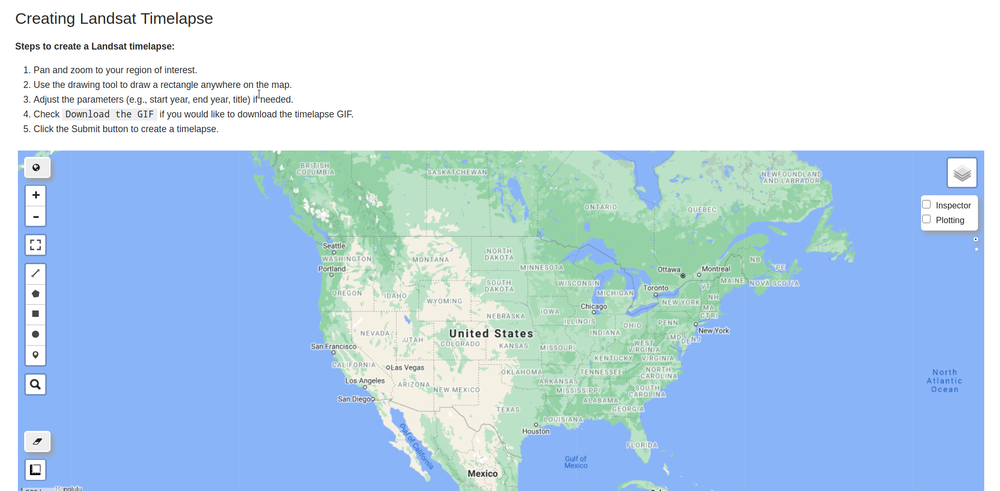 Creating Landsat Timelapse
Steps to create a Landsat timelapse:
1. Pan and zoom to your region of interest.
2. Use the drawing tool to draw a rectangle anywhere on the map.
3. Adjust the parameters (e.g., start year, end year, title) if needed.
4. Check Download the GIF if you would like to download the timelapse GIF.
5. Click the Submit button to create a timelapse.
BRITISH
COLUMBIA
SASKATCHEWAN
NEWFOUNDLAND
AND LABRADOR
ONTARIO
QUEBEC
Inspector
Plotting
+
-
Seattle
WASHINGTON
Portland
MONTANA
NORTH
DAKOTA
MINNESOTA
Ottawa
Montreal
NB
PE
MAINE
NOVA SCOTIA
OREGON
IDAHO
WYOMING
SOUTH
DAKOTA
WISCONSIN
MICHIGAN
Toronto
VT
NH
NEW YORK
MA
CT RI
Chicago
NEBRASKA
IOWA
ILLINOIS
INDIANA
OHIO
PENN
New York
NEVADA
UTAH
COLORADO
United States
KANSAS
MISSOURI
WEST
VIRGINIA
MD
DE
NJ
KENTUCKY
VIRGINIA
San Francisco
CALIFORNIA
Las Vegas
Los Angeles
ARIZONA
NEW MEXICO
OKLAHOMA
ARKANSAS
TENNESSEE
NORTH
CAROLINA
SOUTH
CAROLINA
MISSISSIPPI
ALABAMA
GEORGIA
San Diego
TEXAS
LOUISIANA
Houston
FLORIDA
North
Atlantic
Ocean
Gulf of
California
Gulf of
Mexico
Mexico